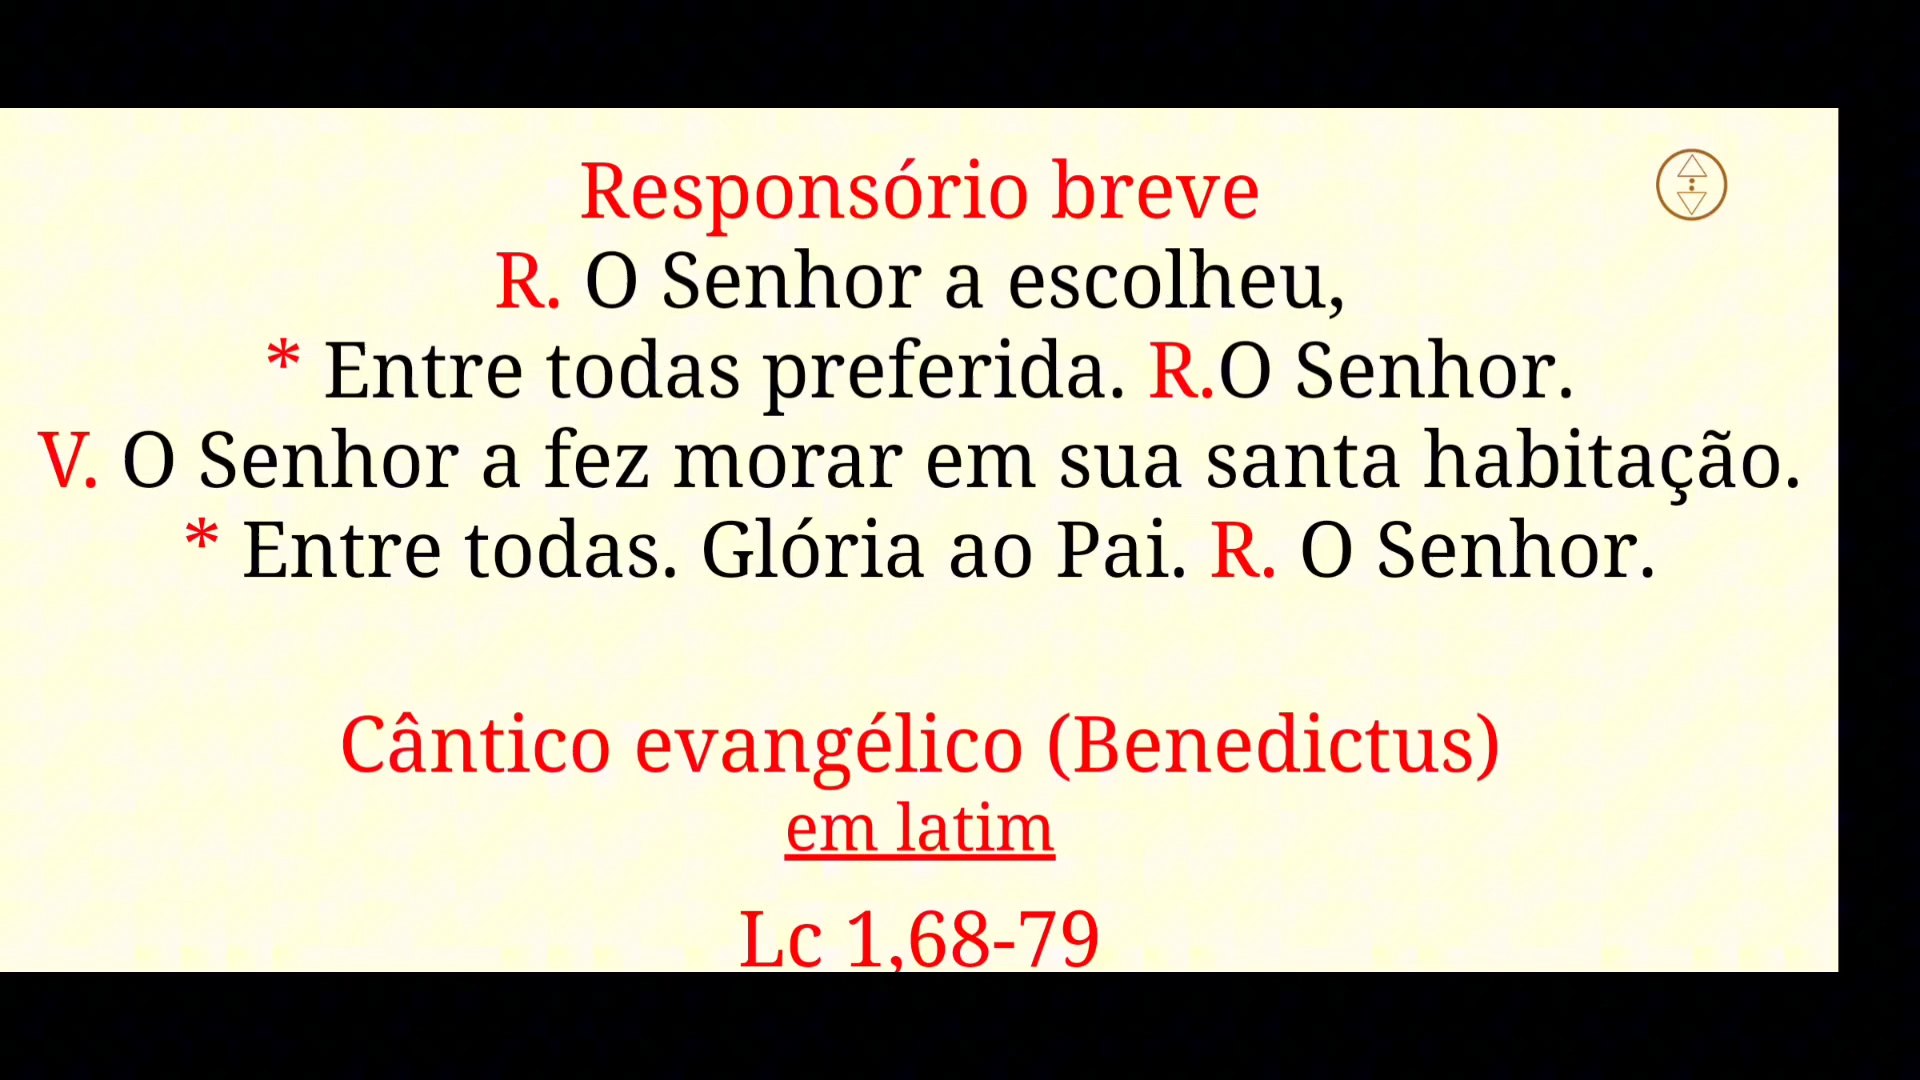 Responsório breve
R. O Senhor a escolheu,
* Entre todas preferida. R.O Senhor.
V. O Senhor a fez morar em sua santa habitação.
* Entre todas. Glória ao Pai. R. O Senhor.
Cântico evangélico (Benedictus)
em latim
Lc 1,68-79